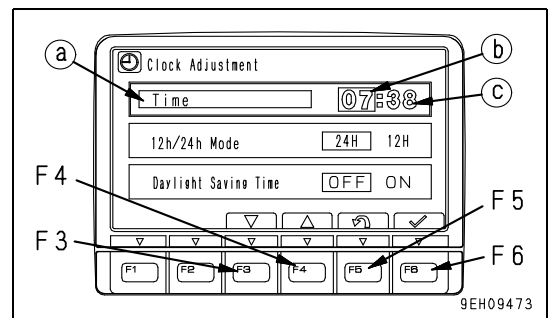 a
b
Clock Adjustment
Time 07:38
c
12h/24h Mode 24H 12H
F4
Daylight Saving Time OFF ON
F5
F3
F6
F1 F2 F3 F4 F5 F6
9EH09473